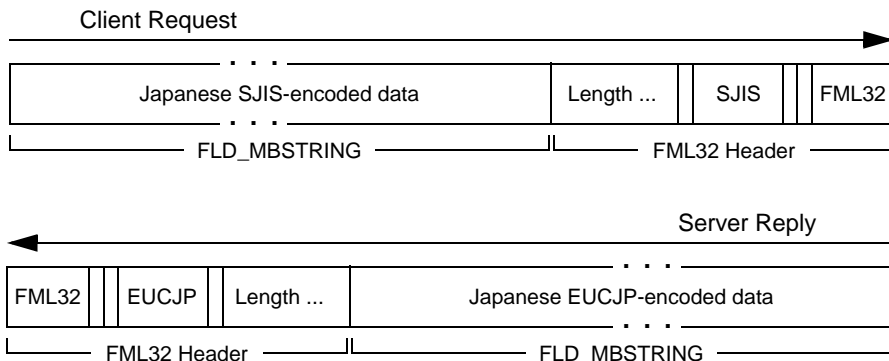 Client Request
Japanese SJIS-encoded data Length ... SJIS FML32
FLD_MBSTRING FML32 Header
Server Reply
FML32 EUCJP Length ... Japanese EUCJP-encoded data
FML32 Header FLD_MBSTRING